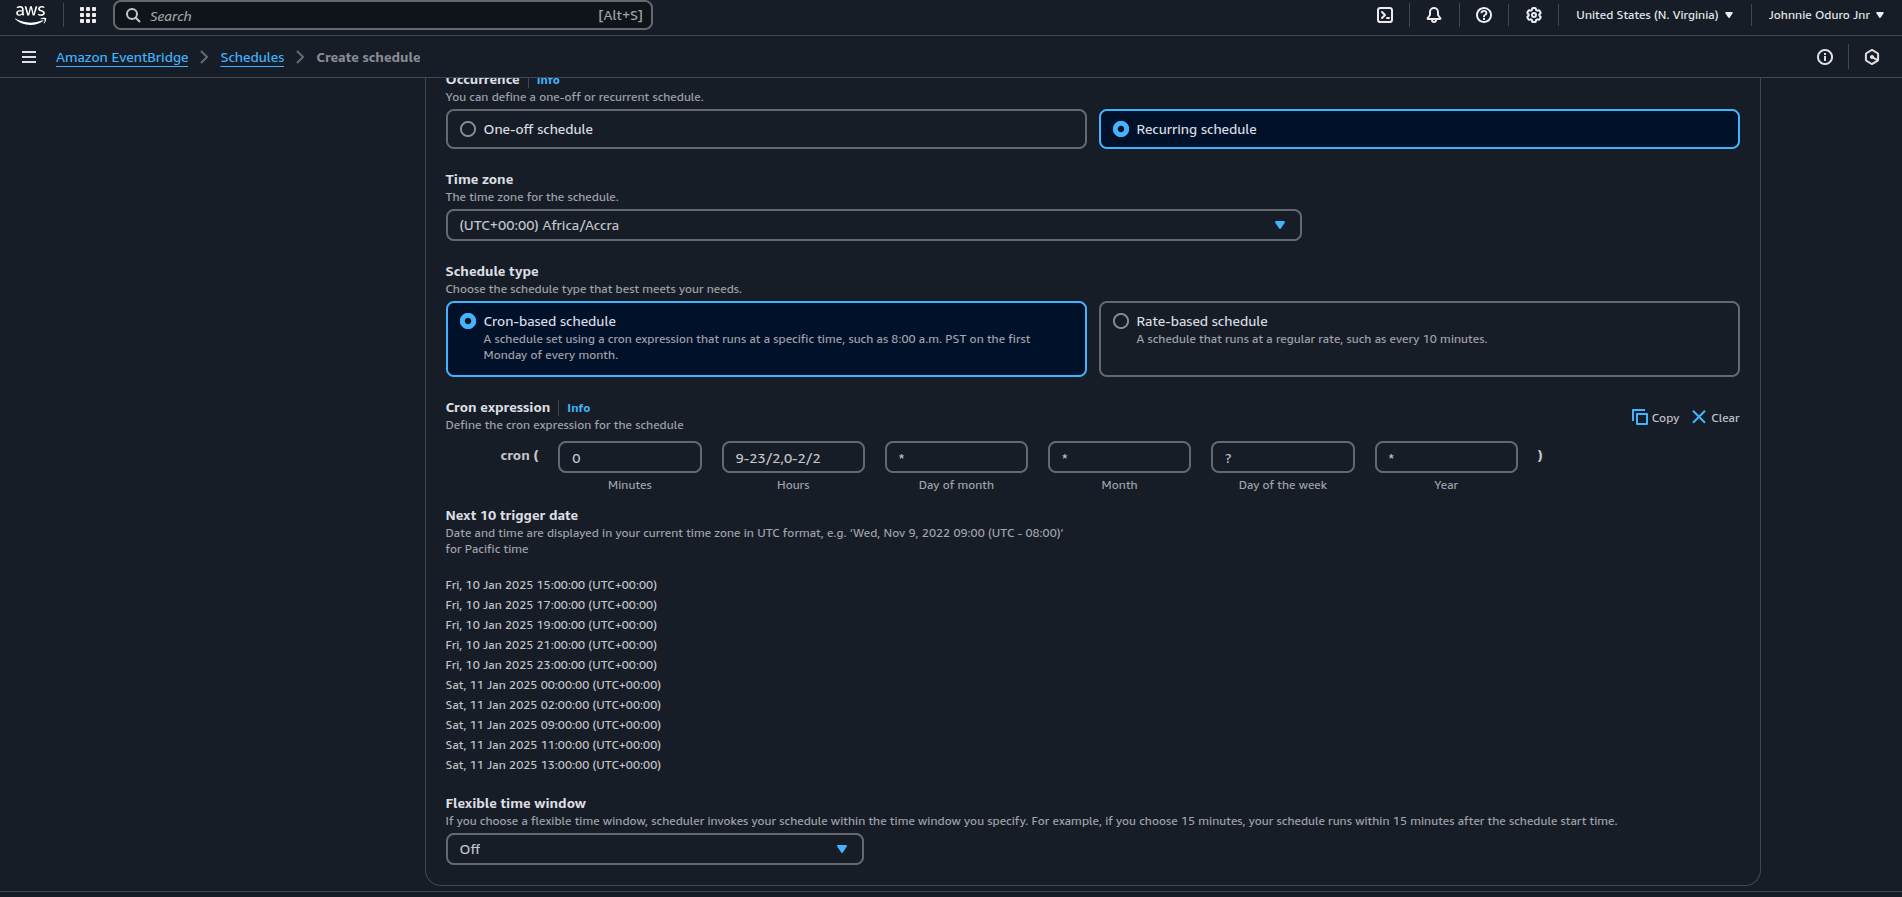 aws
Search [Alt+S]
United States (N. Virginia)
Johnnie Oduro Jnr
Amazon EventBridge
Schedules
Create schedule
Occurrence
Info
You can define a one-off or recurrent schedule.
One-off schedule
Recurring schedule
Time zone
The time zone for the schedule.
(UTC+00:00) Africa/Accra
Schedule type
Choose the schedule type that best meets your needs.
Cron-based schedule
A schedule set using a cron expression that runs at a specific time, such as 8:00 a.m. PST on the first
Monday of every month.
Rate-based schedule
A schedule that runs at a regular rate, such as every 10 minutes.
Cron expression
Info
Define the cron expression for the schedule
Copy
Clear
cron ( 0 9-23/2,0-2/2 * * ? * )
Minutes Hours Day of month Month Day of the week Year
Next 10 trigger date
Date and time are displayed in your current time zone in UTC format, e.g. ‘Wed, Nov 9, 2022 09:00 (UTC - 08:00)’
for Pacific time
Fri, 10 Jan 2025 15:00:00 (UTC+00:00)
Fri, 10 Jan 2025 17:00:00 (UTC+00:00)
Fri, 10 Jan 2025 19:00:00 (UTC+00:00)
Fri, 10 Jan 2025 21:00:00 (UTC+00:00)
Fri, 10 Jan 2025 23:00:00 (UTC+00:00)
Sat, 11 Jan 2025 00:00:00 (UTC+00:00)
Sat, 11 Jan 2025 02:00:00 (UTC+00:00)
Sat, 11 Jan 2025 09:00:00 (UTC+00:00)
Sat, 11 Jan 2025 11:00:00 (UTC+00:00)
Sat, 11 Jan 2025 13:00:00 (UTC+00:00)
Flexible time window
If you choose a flexible time window, scheduler invokes your schedule within the time window you specify. For example, if you choose 15 minutes, your schedule runs within 15 minutes after the schedule start time.
Off